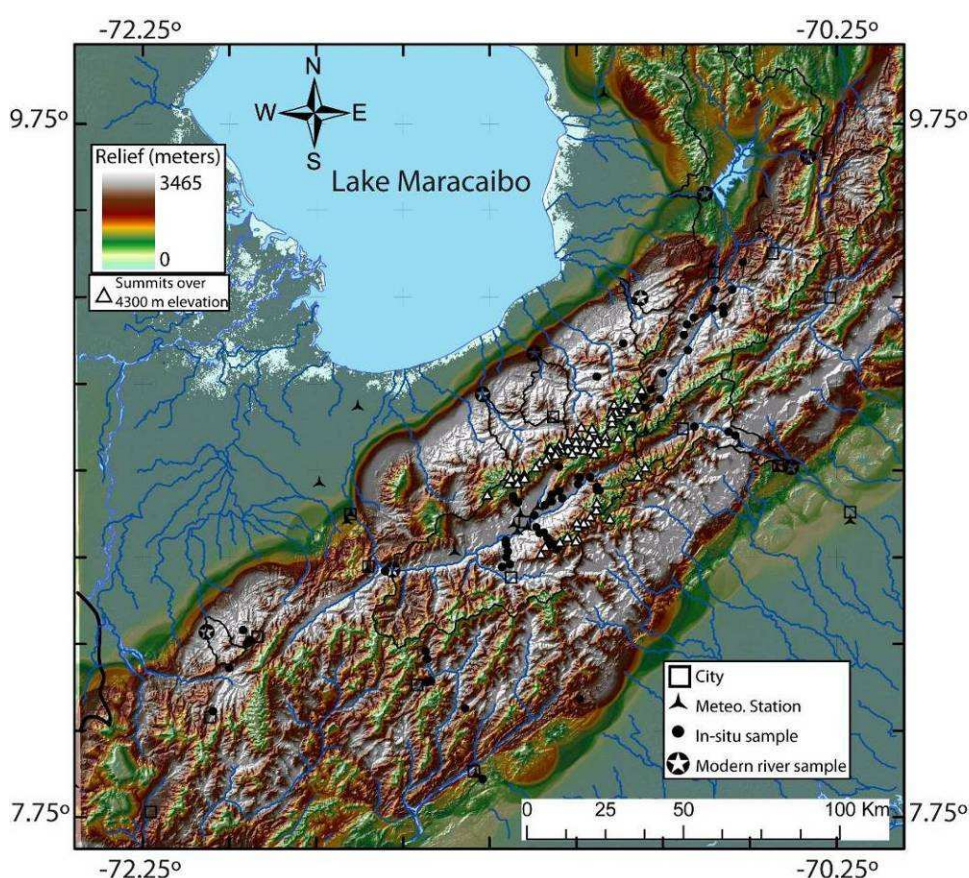 -72.25º
-70.25º
9.75º
9.75º
N
W
E
S
Relief (meters)
3465
0
Lake Maracaibo
Summits over
4300 m elevation
City
Meteo. Station
In-situ sample
Modern river sample
0
25
50
100 Km
7.75º
7.75º
-72.25º
-70.25º